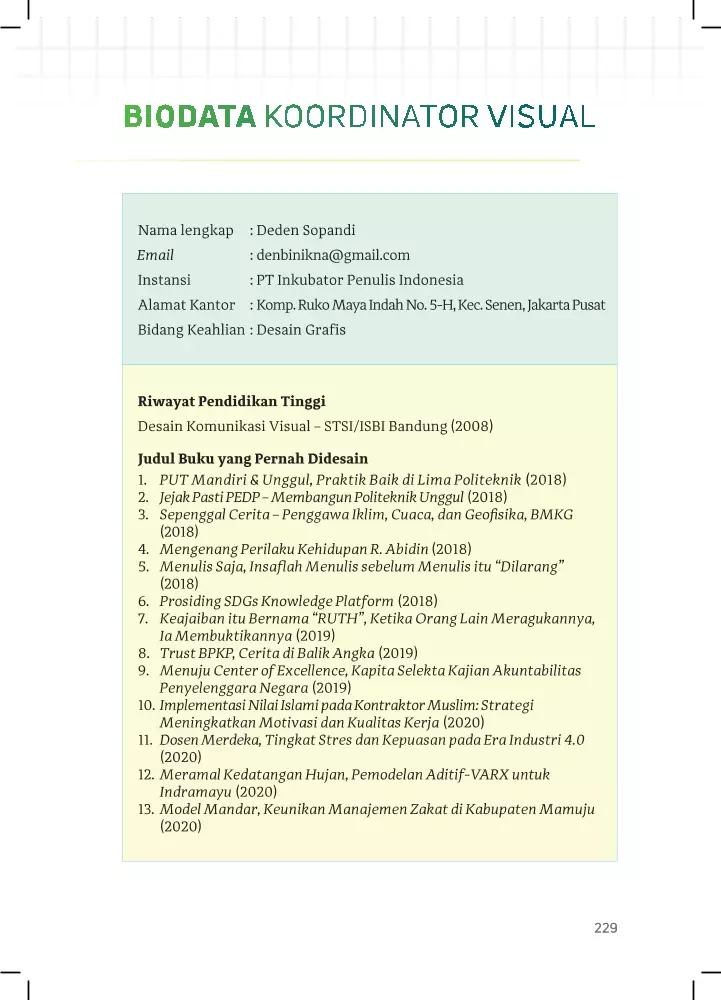 BIODATA KOORDINATOR VISUAL
Nama lengkap : Deden Sopandi
Email : denbinikna@gmail.com
Instansi : PT Inkubator Penulis Indonesia
Alamat Kantor : Komp. Ruko Maya Indah No. 5-H, Kec. Senen, Jakarta Pusat
Bidang Keahlian : Desain Grafis
Riwayat Pendidikan Tinggi
Desain Komunikasi Visual – STSI/ISBI Bandung (2008)
Judul Buku yang Pernah Didesain
1. PUT Mandiri & Unggul, Praktik Baik di Lima Politeknik (2018)
2. Jejak Pasti PEDP – Membangun Politeknik Unggul (2018)
3. Sepenggal Cerita – Penggawa Iklim, Cuaca, dan Geofisika, BMKG
(2018)
4. Mengenang Perilaku Kehidupan R. Abidin (2018)
5. Menulis Saja, Insaflah Menulis sebelum Menulis itu “Dilarang”
(2018)
6. Prosiding SDGs Knowledge Platform (2018)
7. Keajaiban itu Bernama “RUTH”, Ketika Orang Lain Meragukannya,
Ia Membuktikannya (2019)
8. Trust BPKP, Cerita di Balik Angka (2019)
9. Menuju Center of Excellence, Kapita Selekta Kajian Akuntabilitas
Penyelenggara Negara (2019)
10. Implementasi Nilai Islami pada Kontraktor Muslim: Strategi
Meningkatkan Motivasi dan Kualitas Kerja (2020)
11. Dosen Merdeka, Tingkat Stres dan Kepuasan pada Era Industri 4.0
(2020)
12. Meramal Kedatangan Hujan, Pemodelan Aditif-VARX untuk
Indramayu (2020)
13. Model Mandar, Keunikan Manajemen Zakat di Kabupaten Mamuju
(2020)
229